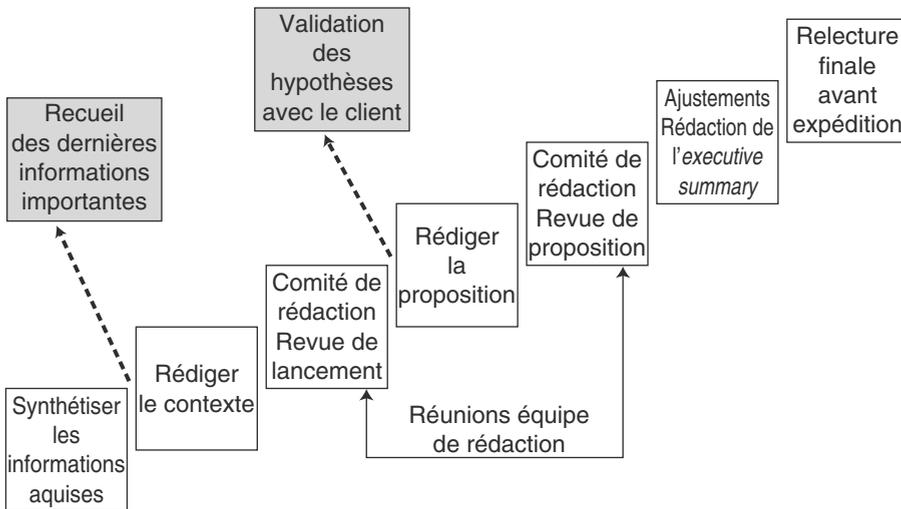 Validation
des
hypothèses
avec le client
Relecture
finale
avant
expédition
Ajustements
Rédaction de
l'executive
summary
Recueil
des dernières
informations
importantes
Comité de
rédaction
Revue de
proposition
Rédiger
la
proposition
Comité de
rédaction
Revue de
lancement
Rédiger
le contexte
Synthétiser
les
informations
aquises
Réunions équipe
de rédaction